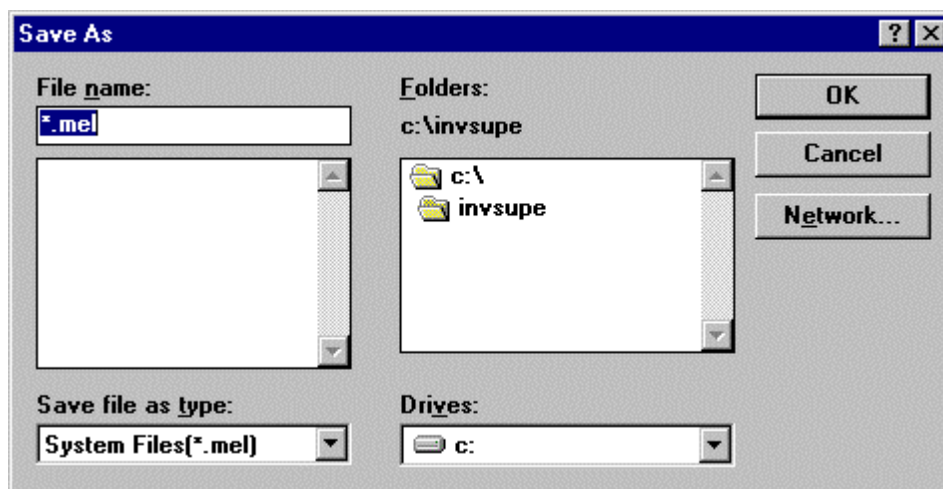 Save As
File name:
*.mel
Folders:
c:\invsupe
c:\
invsupe
OK
Cancel
Network...
Save file as type:
System Files(*.mel)
Drives:
c: